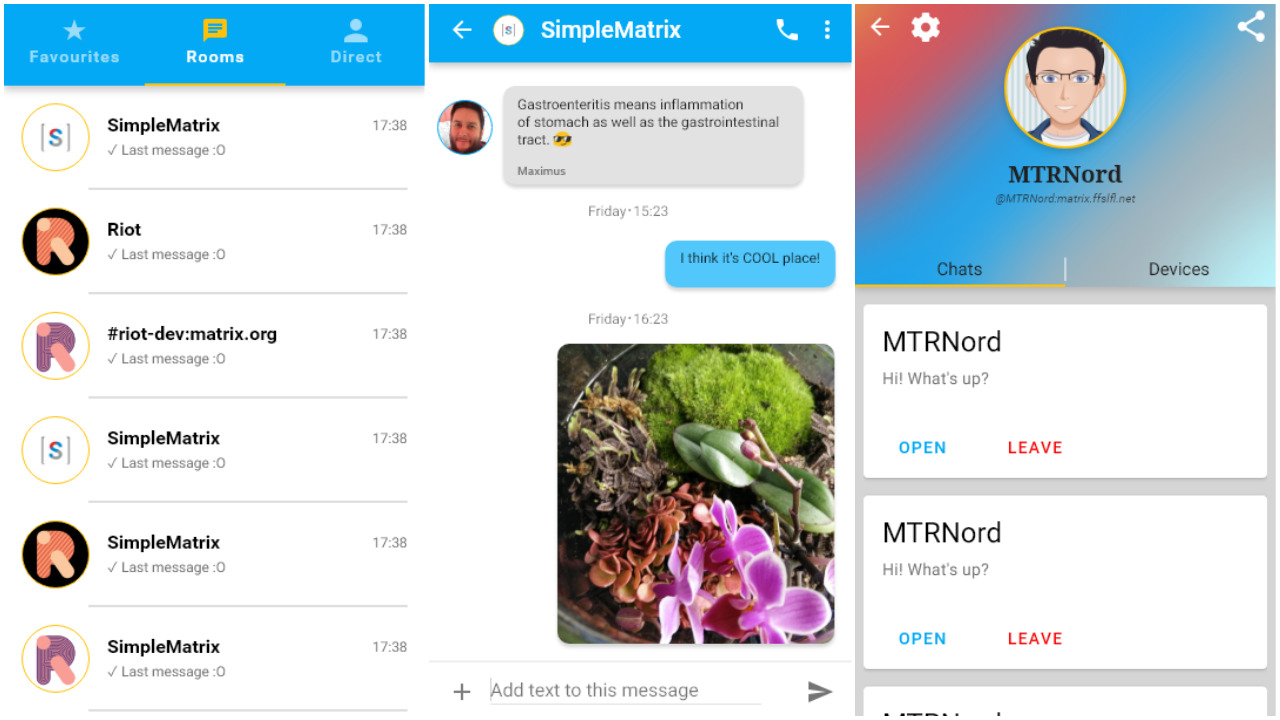 Favourites
Rooms
Direct
SimpleMatrix
17:38
✓ Last message :O
Riot
17:38
✓ Last message :O
#riot-dev:matrix.org
17:38
✓ Last message :O
SimpleMatrix
17:38
✓ Last message :O
SimpleMatrix
17:38
✓ Last message :O
SimpleMatrix
17:38
✓ Last message :O
[S]
SimpleMatrix
Gastroenteritis means inflammation
of stomach as well as the gastrointestinal
tract. 😎
Maximus
Friday・15:23
I think it's COOL place!
Friday・16:23
Add text to this message
MTRNord
@MTRNord:matrix.ffslfl.net
Chats
Devices
MTRNord
Hi! What's up?
OPEN
LEAVE
MTRNord
Hi! What's up?
OPEN
LEAVE
MTRNord